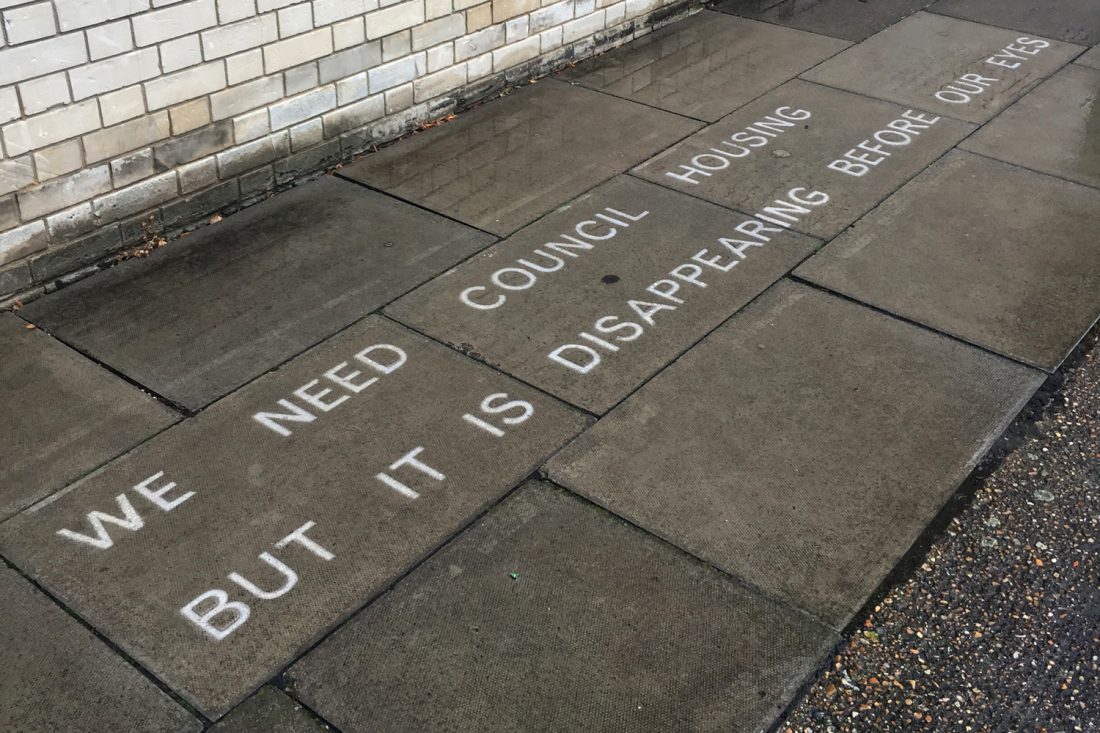 WE NEED COUNCIL HOUSING
BUT IT IS DISAPPEARING BEFORE OUR EYES